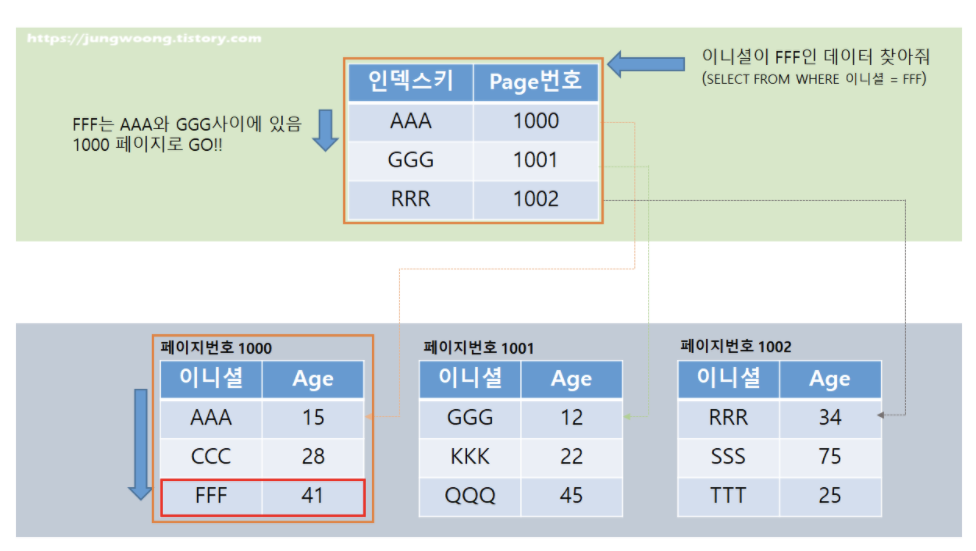 https://jungwoong.tistory.com
이니셜이 FFF인 데이터 찾아줘
(SELECT FROM WHERE 이니셜 = FFF)
인덱스키 Page번호
FFF는 AAA와 GGG사이에 있음
1000 페이지로 GO!!
AAA 1000
GGG 1001
RRR 1002
페이지번호 1000
이니셜 Age
AAA 15
CCC 28
FFF 41
페이지번호 1001
이니셜 Age
GGG 12
KKK 22
QQQ 45
페이지번호 1002
이니셜 Age
RRR 34
SSS 75
TTT 25